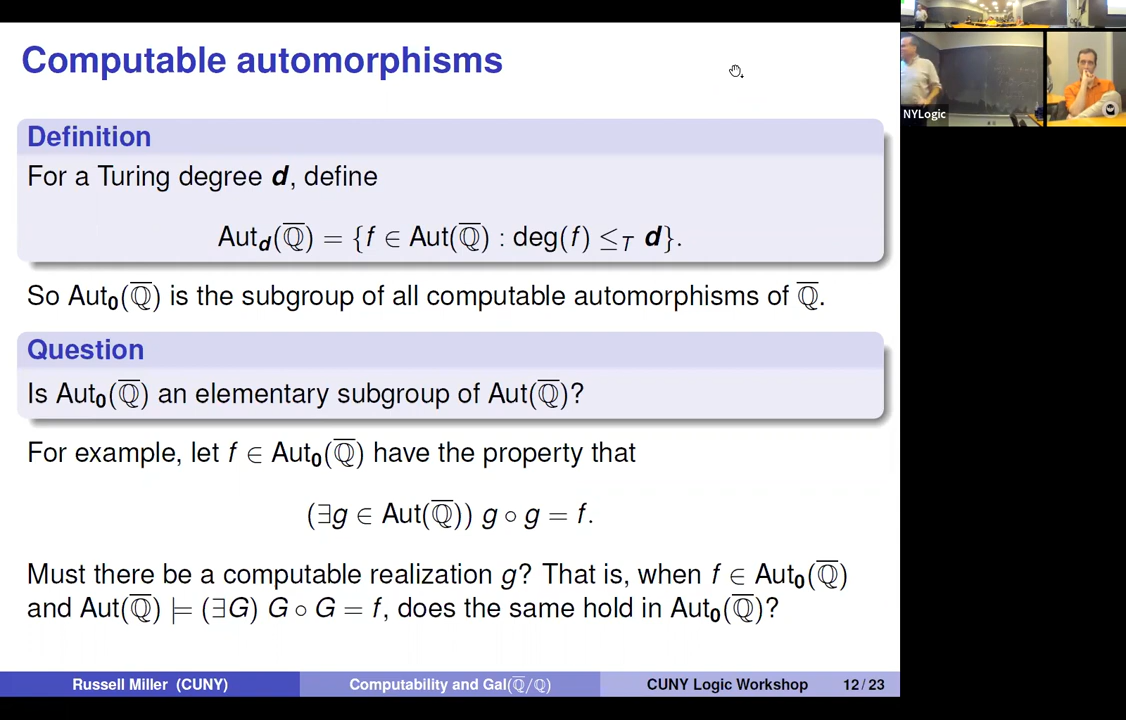 Computable automorphisms
Definition
For a Turing degree d, define
Aut_d(ℚ̅) = {f ∈ Aut(ℚ̅) : deg(f) ≤_T d}.
So Aut_0(ℚ̅) is the subgroup of all computable automorphisms of ℚ̅.
Question
Is Aut_0(ℚ̅) an elementary subgroup of Aut(ℚ̅)?
For example, let f ∈ Aut_0(ℚ̅) have the property that
(∃g ∈ Aut(ℚ̅)) g ∘ g = f.
Must there be a computable realization g? That is, when f ∈ Aut_0(ℚ̅)
and Aut(ℚ̅) ⊨ (∃G) G ∘ G = f, does the same hold in Aut_0(ℚ̅)?
Russell Miller (CUNY) Computability and Gal(ℚ̅/ℚ) CUNY Logic Workshop 12 / 23
NYLogic